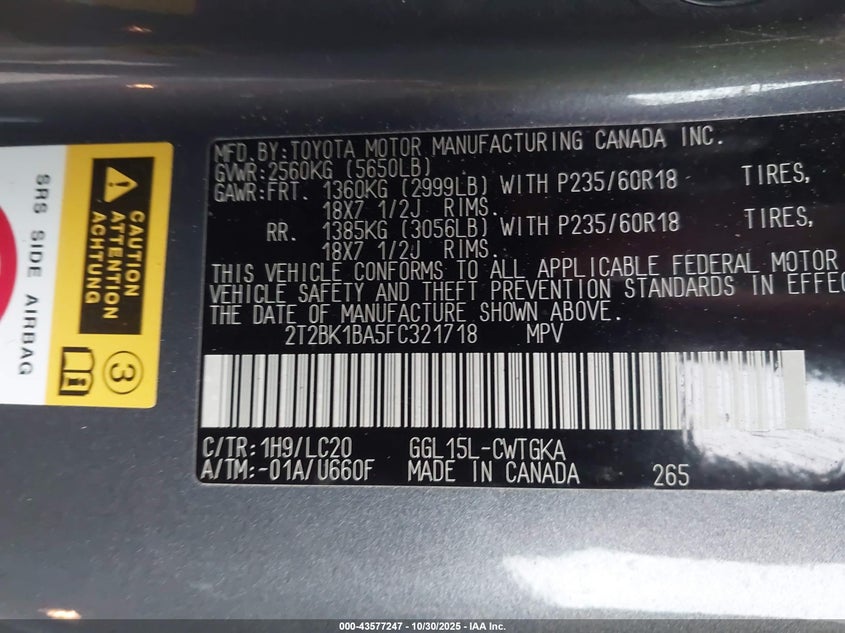 MFD.BY:TOYOTA MOTOR MANUFACTURING CANADA INC.
GVWR:2560KG (5650LB)
GAWR:FRT. 1360KG (2999LB) WITH P235/60R18 TIRES,
18X7 1/2J RIMS.
RR. 1385KG (3056LB) WITH P235/60R18 TIRES,
18X7 1/2J RIMS.
THIS VEHICLE CONFORMS TO ALL APPLICABLE FEDERAL MOTOR
VEHICLE SAFETY AND THEFT PREVENTION STANDARDS IN EFFEC
THE DATE OF MANUFACTURE SHOWN ABOVE.
2T2BK1BA5FC321718 MPV
C/TR:1H9/LC20 GGL15L-CWTGKA
A/TM:-01A/U660F MADE IN CANADA 265
CAUTION
ATTENTION
ACHTUNG
3
SRS SIDE AIRBAG
000-43577247 - 10/30/2025 - IAA Inc.